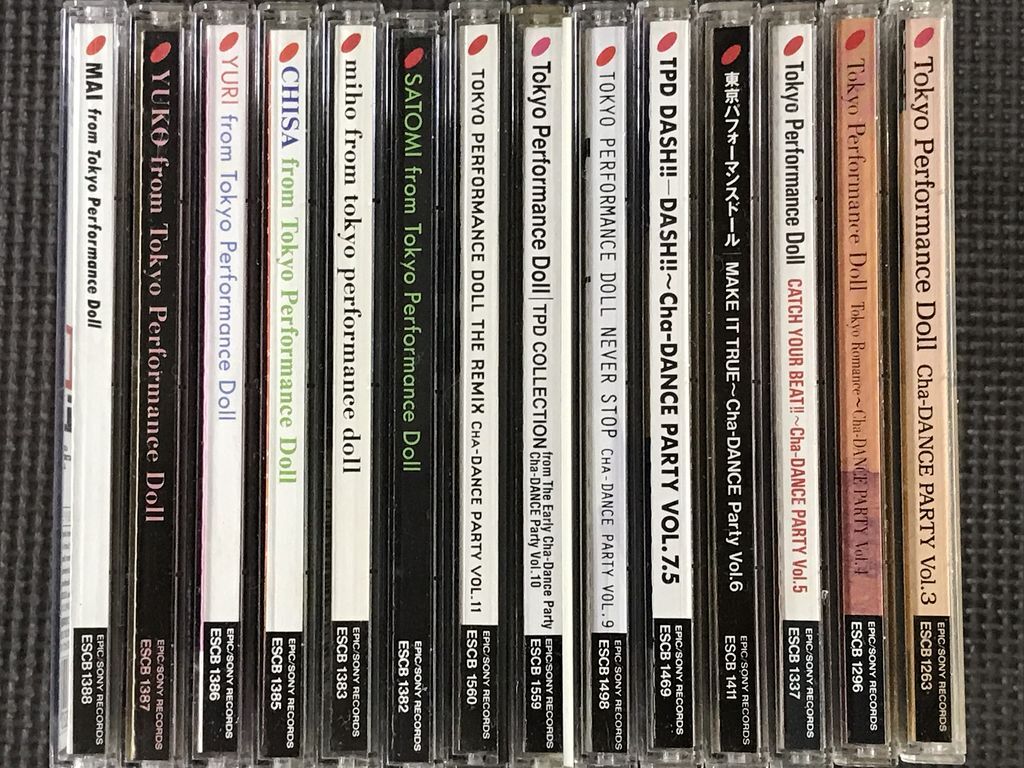 MAI from Tokyo Performance Doll
EPIC/SONY RECORDS
ESCB 1388
YUKO from Tokyo Performance Doll
EPIC/SONY RECORDS
ESCB 1387
YURI from Tokyo Performance Doll
EPIC/SONY RECORDS
ESCB 1386
CHISA from Tokyo Performance Doll
EPIC/SONY RECORDS
ESCB 1385
miho from tokyo performance doll
EPIC/SONY RECORDS
ESCB 1383
SATOMI from Tokyo Performance Doll
EPIC/SONY RECORDS
ESCB 1382
TOKYO PERFORMANCE DOLL THE REMIX CHA-DANCE PARTY VOL.11
EPIC/SONY RECORDS
ESCB 1560
Tokyo Performance Doll | TPD COLLECTION from The Early Cha-Dance Party
Cha-DANCE Party Vol.10
EPIC/SONY RECORDS
ESCB 1559
TOKYO PERFORMANCE DOLL NEVER STOP CHA-DANCE PARTY VOL.9
EPIC/SONY RECORDS
ESCB 1498
TPD DASH!!—DASH!!~Cha-DANCE PARTY VOL.7.5
EPIC/SONY RECORDS
ESCB 1469
東京パフォーマンスドール MAKE IT TRUE~Cha-DANCE Party Vol.6
EPIC/SONY RECORDS
ESCB 1411
Tokyo Performance Doll CATCH YOUR BEAT!!~Cha-DANCE PARTY Vol.5
EPIC/SONY RECORDS
ESCB 1337
Tokyo Performance Doll Tokyo Romance~Cha-DANCE PARTY Vol.4
EPIC/SONY RECORDS
ESCB 1296
Tokyo Performance Doll Cha-DANCE PARTY Vol.3
EPIC/SONY RECORDS
ESCB 1263